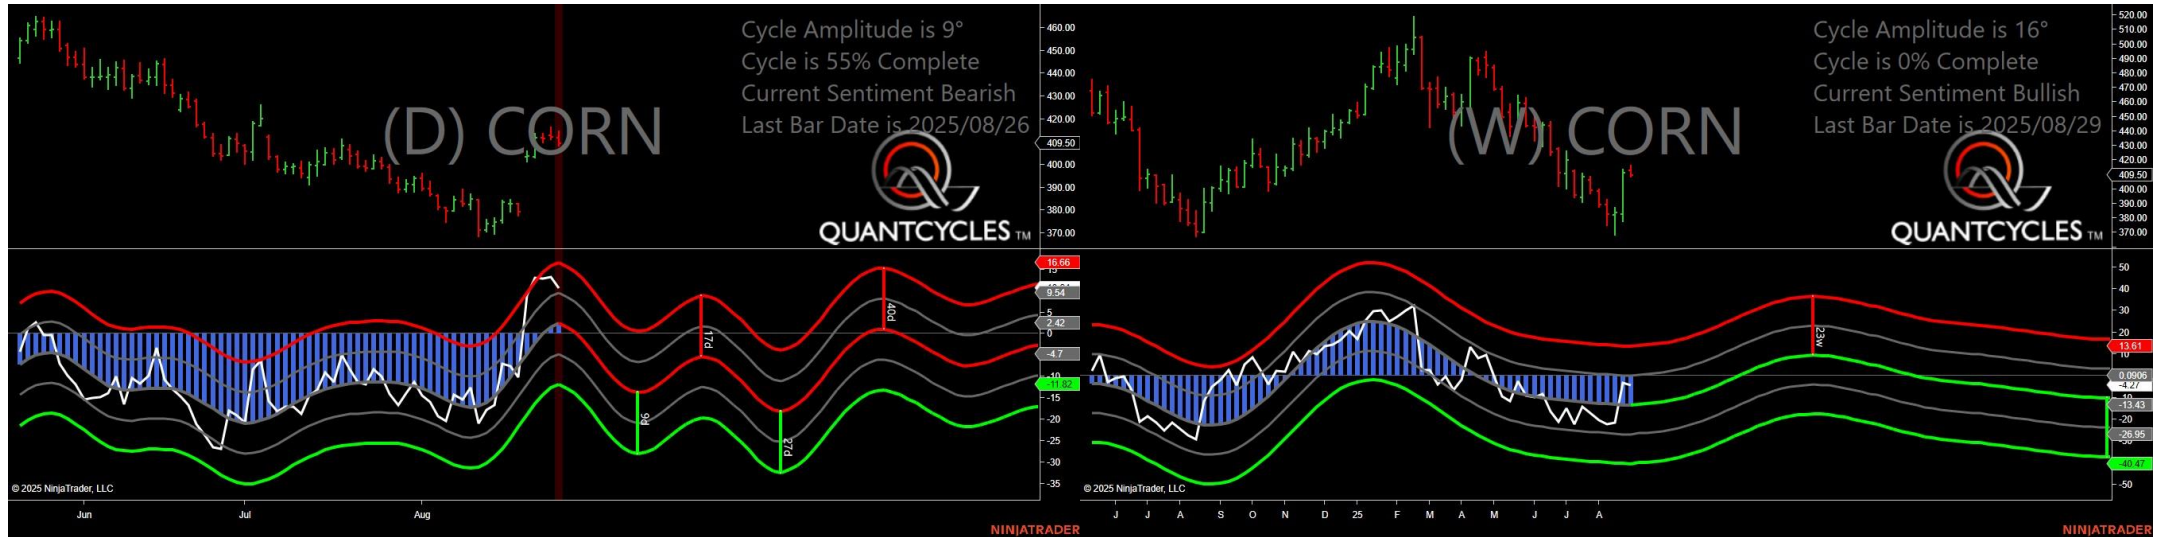 Cycle Amplitude is 9°
Cycle is 55% Complete
Current Sentiment Bearish
Last Bar Date is 2025/08/26
(D) CORN
QUANTCYCLES TM
460.00
450.00
440.00
430.00
420.00
409.50
400.00
390.00
380.00
370.00
16.66
15
9.54
5
2.42
0
-4.7
-10
-11.82
-15
-20
-25
-30
-35
17d
40d
9d
27d
© 2025 NinjaTrader, LLC
Jun Jul Aug
NINJATRADER
Cycle Amplitude is 16°
Cycle is 0% Complete
Current Sentiment Bullish
Last Bar Date is 2025/08/29
(W) CORN
QUANTCYCLES TM
520.00
510.00
500.00
490.00
480.00
470.00
460.00
450.00
440.00
430.00
420.00
409.50
400.00
390.00
380.00
370.00
50
40
30
20
13.61
10
0.0906
-4.27
-13.43
-20
-26.95
-40.47
-50
23w
© 2025 NinjaTrader, LLC
J J A S O N D 25 F M A M J J A
NINJATRADER